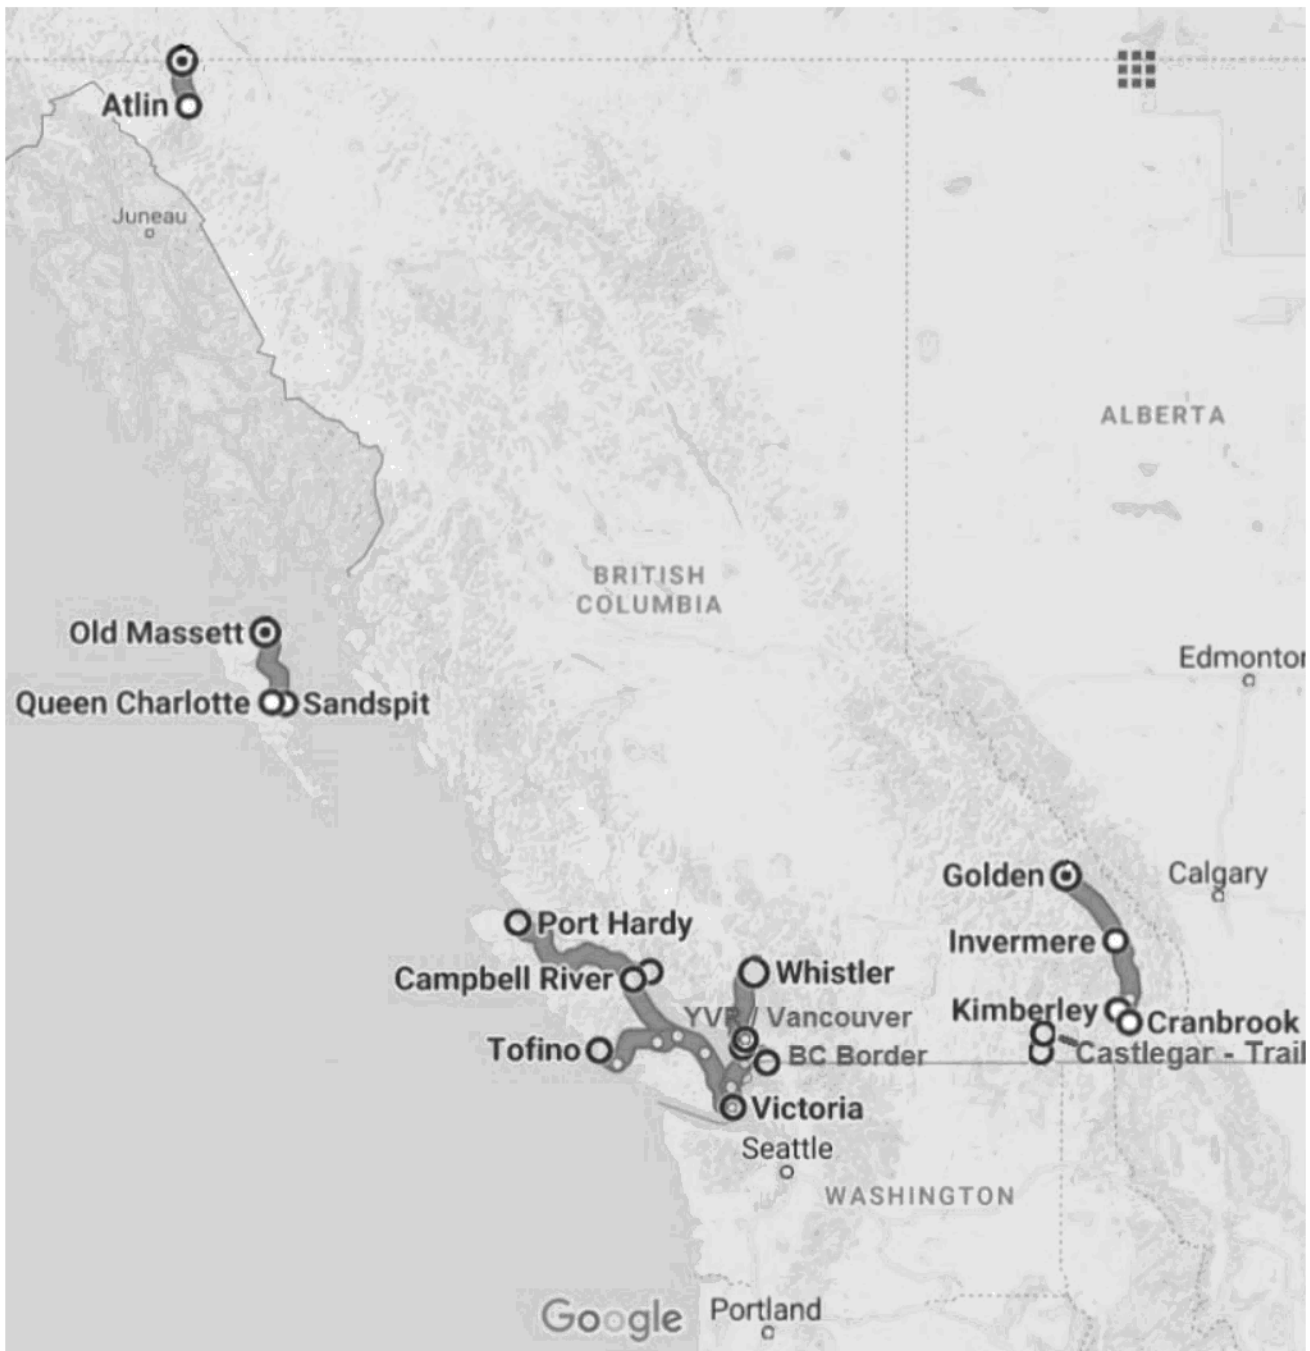 Atlin
Juneau
ALBERTA
BRITISH
COLUMBIA
Old Massett
Edmonton
Queen Charlotte
Sandspit
Golden
Calgary
Port Hardy
Invermere
Campbell River
Whistler
Kimberley
YVR / Vancouver
Cranbrook
Tofino
BC Border
Castlegar - Trail
Victoria
Seattle
WASHINGTON
Google
Portland